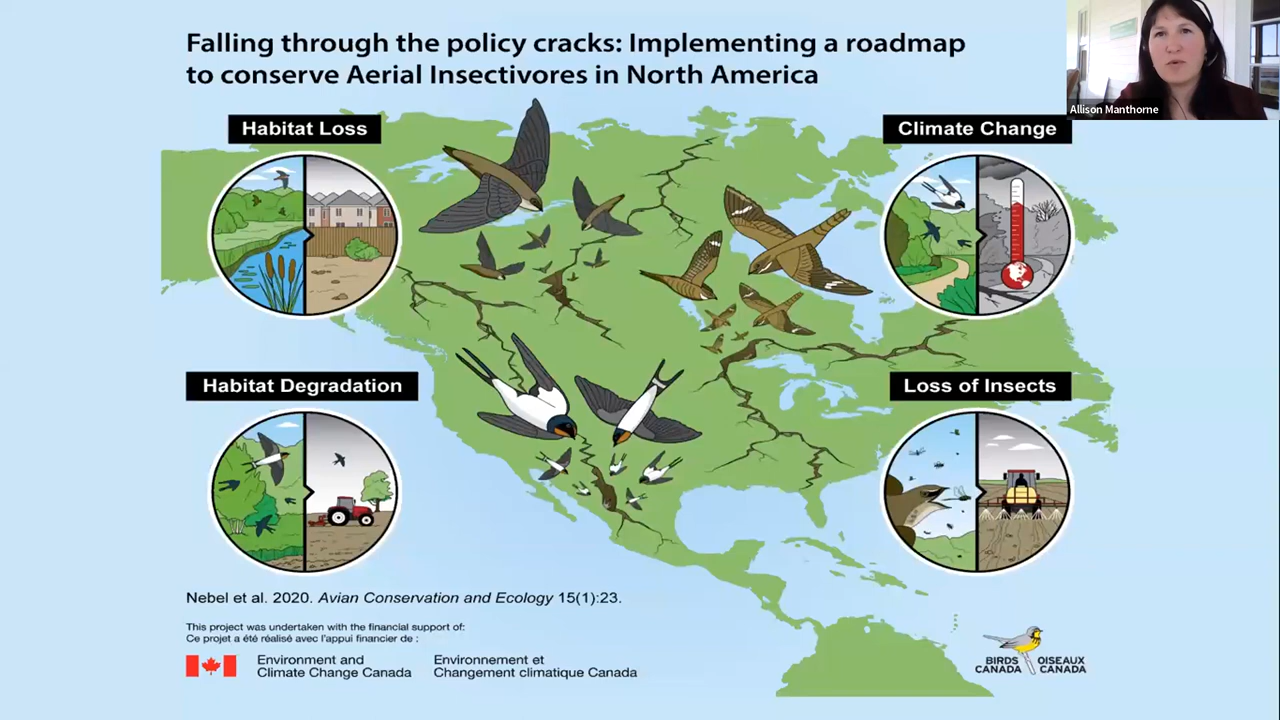 Falling through the policy cracks: Implementing a roadmap
to conserve Aerial Insectivores in North America
Allison Manthorne
Habitat Loss
Climate Change
Habitat Degradation
Loss of Insects
Nebel et al. 2020. Avian Conservation and Ecology 15(1):23.
This project was undertaken with the financial support of:
Ce projet a été réalisé avec l'appui financier de :
Environment and
Climate Change Canada
Environnement et
Changement climatique Canada
BIRDS
CANADA
OISEAUX
CANADA